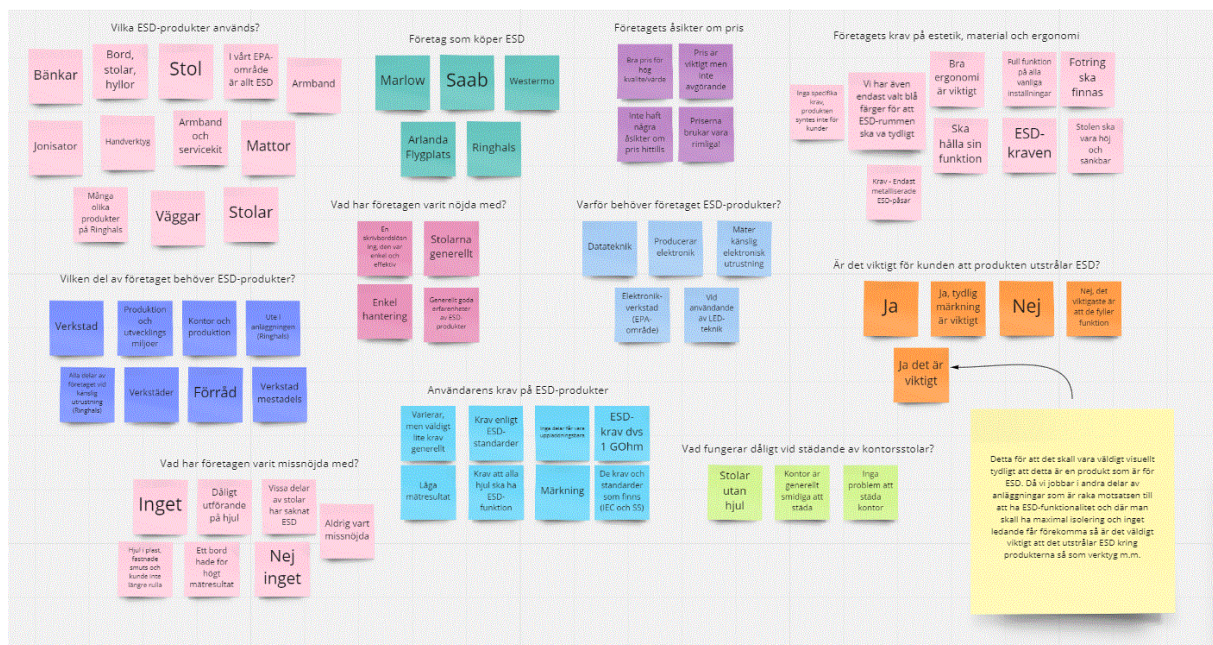 Vilka ESD-produkter används?
Bänkar
Bord,
stolar,
hyllor
Stol
I vårt EPA-
område
är allt ESD
Armband
Jonisator
Handverktyg
Armband
och
servicekit
Mattor
Många
olika
produkter
på Ringhals
Väggar
Stolar
Företag som köper ESD
Marlow
Saab
Westermo
Arlanda
Flygplats
Ringhals
Företagets åsikter om pris
Bra pris för
hög
kvalite/värde
Pris är
viktigt men
inte
avgörande
Inte haft
några
åsikter om
pris hittills
Priserna
brukar vara
rimliga!
Företagets krav på estetik, material och ergonomi
Inga specifika
krav,
produkten
syntes inte för
kunder
Vi har även
endast valt blå
färger för att
ESD-rummen
ska va tydligt
Bra
ergonomi
är viktigt
Full funktion
på alla
vanliga
inställningar
Fotring
ska
finnas
Ska
hålla sin
funktion
ESD-
kraven
Stolen ska
vara höj
och
sänkbar
Krav - Endast
metalliserade
ESD-påsar
Vad har företagen varit nöjda med?
En
skrivbordslösn
ing, den var
enkel och
effektiv
Stolarna
generellt
Enkel
hantering
Generellt goda
erfarenheter
av ESD
produkter
Varför behöver företaget ESD-produkter?
Datateknik
Producerar
elektronik
Mäter
känslig
elektronisk
utrustning
Elektronik-
verkstad
(EPA-
område)
Vid
användande
av LED-
teknik
Vilken del av företaget behöver ESD-produkter?
Verkstad
Produktion
och
utvecklings
miljöer
Kontor och
produktion
Ute i
anläggningen
(Ringhals)
Alla delar av
företaget vid
känslig
utrustning
(Ringhals)
Verkstäder
Förråd
Verkstad
mestadels
Är det viktigt för kunden att produkten utstrålar ESD?
Ja
Ja, tydlig
märkning
är viktigt
Nej
Nej, det
viktigaste är
att de fyller
funktion
Ja det är
viktigt
Användarens krav på ESD-produkter
Varierar,
men väldigt
lite krav
generellt
Krav enligt
ESD-
standarder
Inga delar får vara
uppladdningsbara
ESD-
krav dvs
1 GOhm
Låga
mätresultat
Krav att alla
hjul ska ha
ESD-
funktion
Märkning
De krav och
standarder
som finns
(IEC och SS)
Vad har företagen varit missnöjda med?
Inget
Dåligt
utförande
på hjul
Vissa delar
av stolar
har saknat
ESD
Aldrig vart
missnöjda
Hjul i plast,
fastnade
smuts och
kunde inte
längre rulla
Ett bord
hade för
högt
mätresultat
Nej
inget
Vad fungerar dåligt vid städande av kontorsstolar?
Stolar
utan
hjul
Kontor är
generellt
smidiga att
städa
Inga
problem att
städa
kontor
Detta för att det skall vara väldigt visuellt
tydligt att detta är en produkt som är för
ESD. Då vi jobbar i andra delar av
anläggningar som är raka motsatsen till
att ha ESD-funktionalitet och där man
skall ha maximal isolering och inget
ledande får förekomma så är det väldigt
viktigt att det utstrålar ESD kring
produkterna så som verktyg m.m.